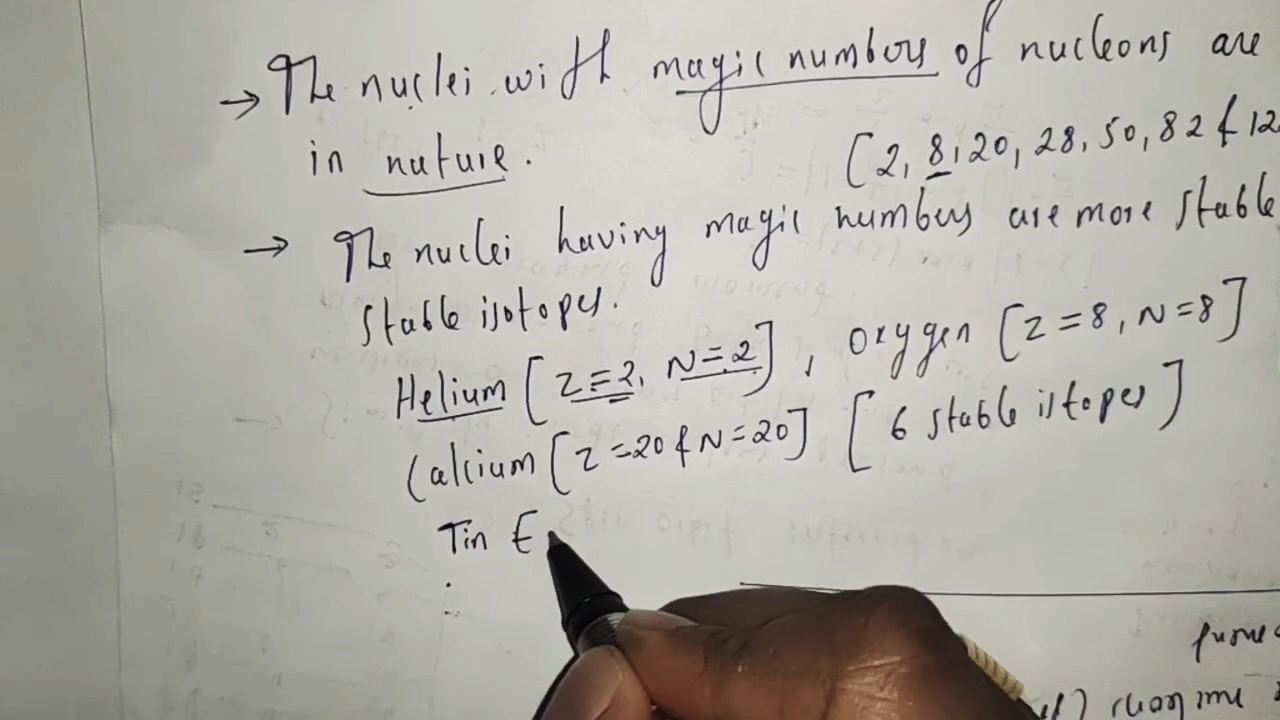 → The nuclei with magic numbers of nucleons are
in nature.
[2, 8, 20, 28, 50, 82 & 12
→ The nuclei having magic numbers are more stable
stable isotopes.
Helium [Z=2, N=2], Oxygen [Z=8, N=8]
Calcium [Z=20 & N=20] [6 stable istopes]
Tin [